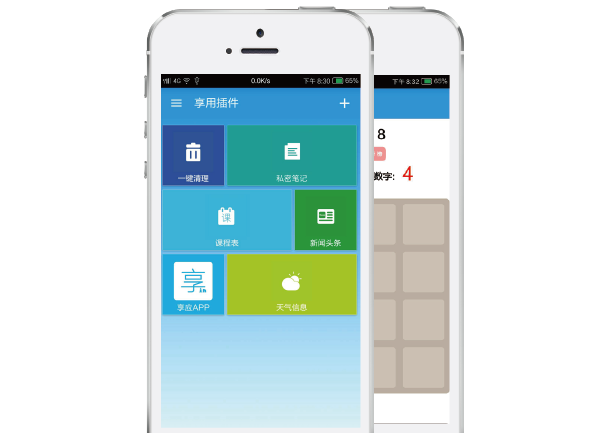 4G 0.0K/s 下午 8:30 65%
享用插件
一键清理
私密笔记
课
课程表
新闻头条
享
享应APP
天气信息
下午 8:32 65%
8
数字: 4